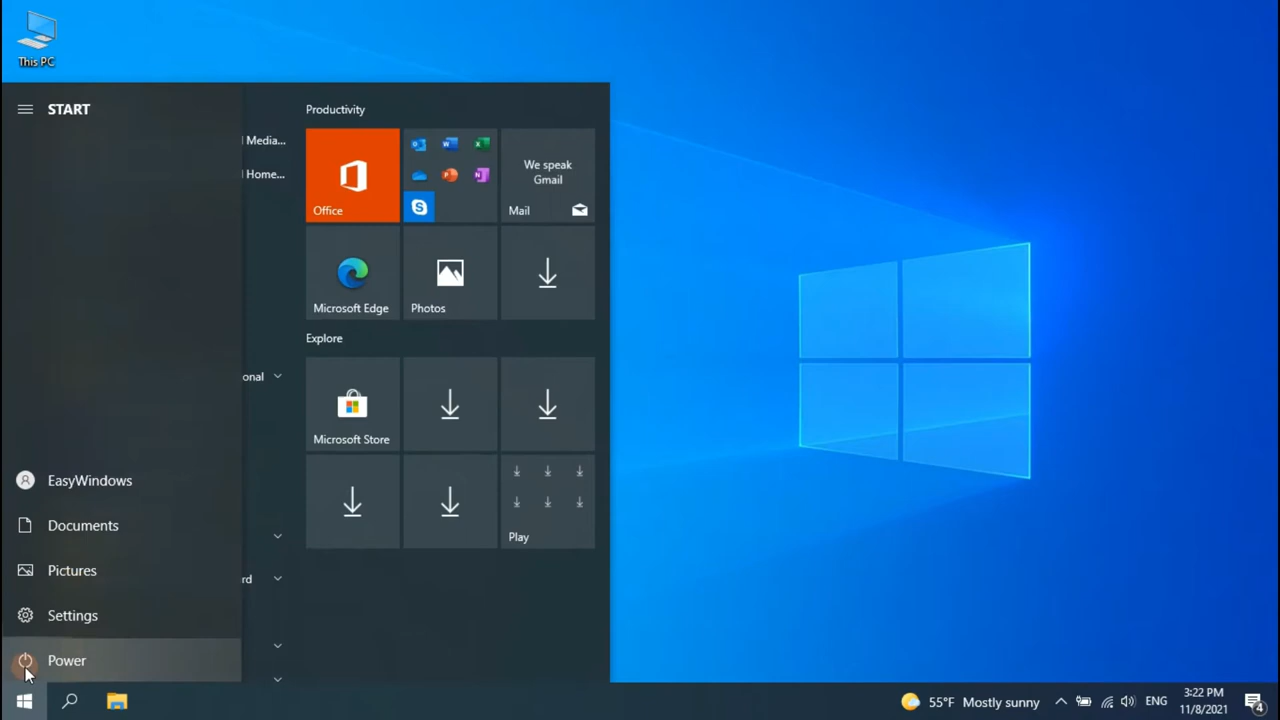 This PC
START
l Media...
l Home...
onal
rd
EasyWindows
Documents
Pictures
Settings
Power
Productivity
Office
We speak
Gmail
Mail
Microsoft Edge
Photos
Explore
Microsoft Store
Play
55°F Mostly sunny
ENG
3:22 PM
11/8/2021
4